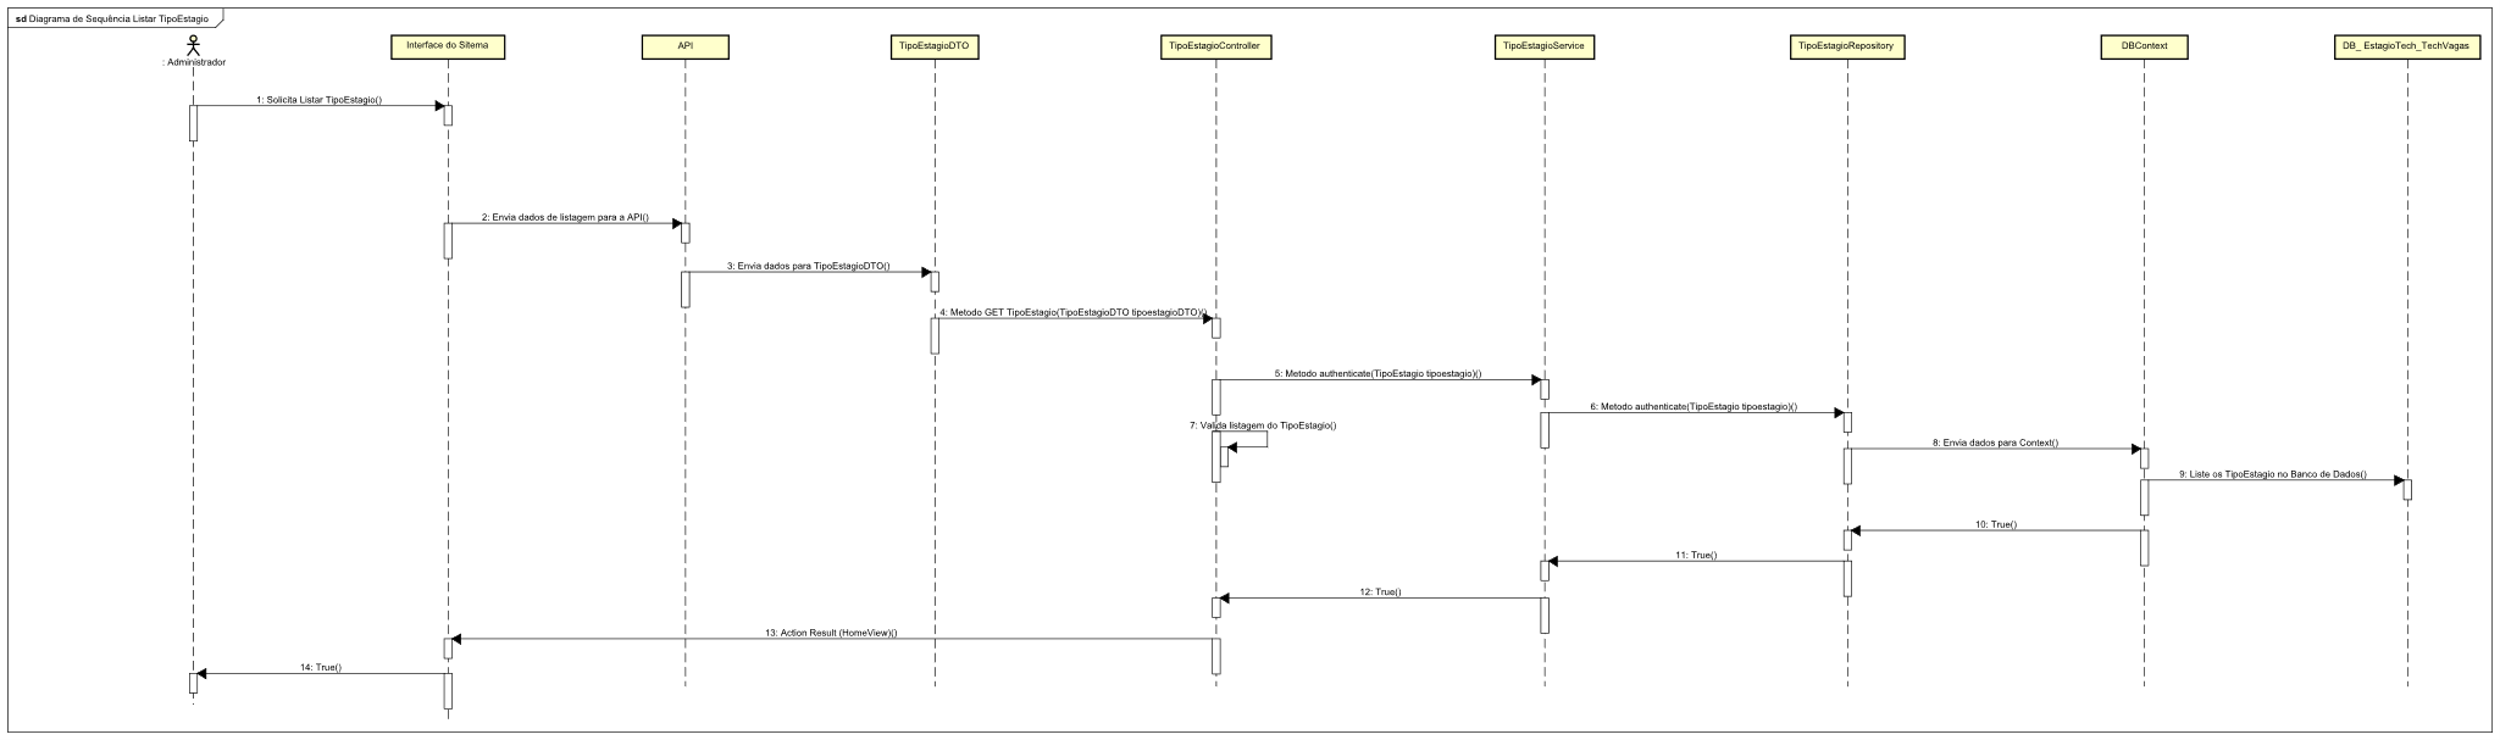 sd Diagrama de Sequência Listar TipoEstagio
: Administrador
Interface do Sitema
API
TipoEstagioDTO
TipoEstagioController
TipoEstagioService
TipoEstagioRepository
DBContext
DB_ EstagioTech_TechVagas
1: Solicita Listar TipoEstagio()
2: Envia dados de listagem para a API()
3: Envia dados para TipoEstagioDTO()
4: Metodo GET TipoEstagio(TipoEstagioDTO tipoestagioDTO)()
5: Metodo authenticate(TipoEstagio tipoestagio)()
6: Metodo authenticate(TipoEstagio tipoestagio)()
7: Valida listagem do TipoEstagio()
8: Envia dados para Context()
9: Liste os TipoEstagio no Banco de Dados()
10: True()
11: True()
12: True()
13: Action Result (HomeView)()
14: True()